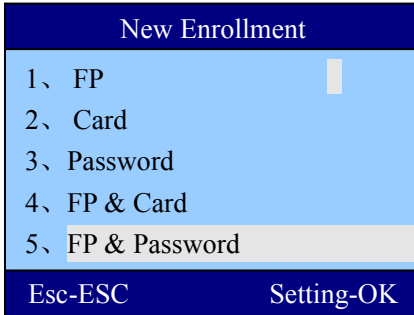 New Enrollment
1、 FP
2、 Card
3、Password
4、FP & Card
5、FP & Password
Esc-ESC Setting-OK